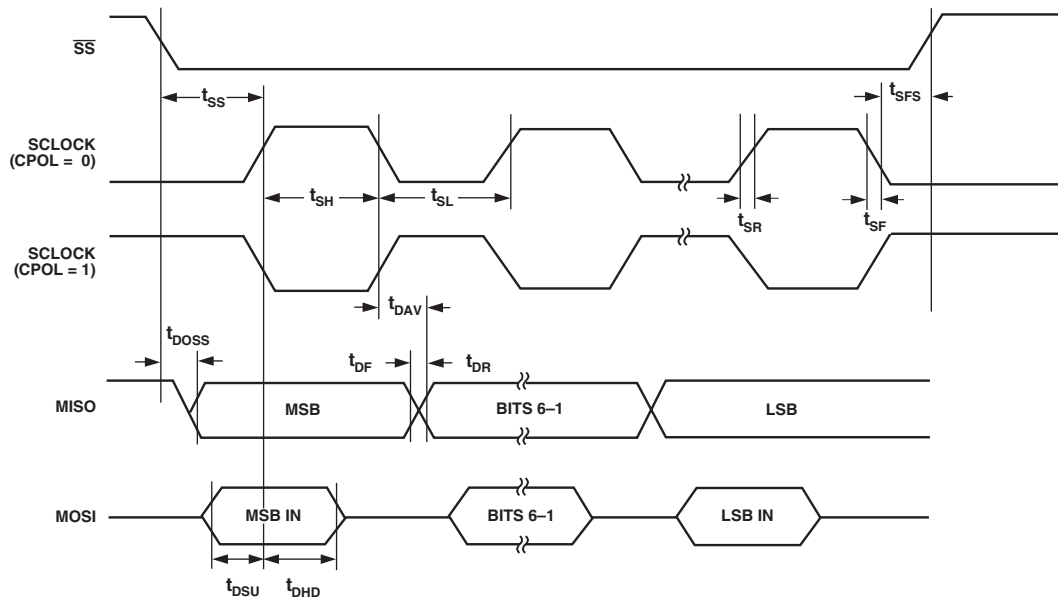 SS
tSS
tSFS
SCLOCK
(CPOL = 0)
tSH
tSL
tSR
tSF
SCLOCK
(CPOL = 1)
tDAV
tDOSS
tDF
tDR
MISO
MSB
BITS 6–1
LSB
MOSI
MSB IN
BITS 6–1
LSB IN
tDSU
tDHD